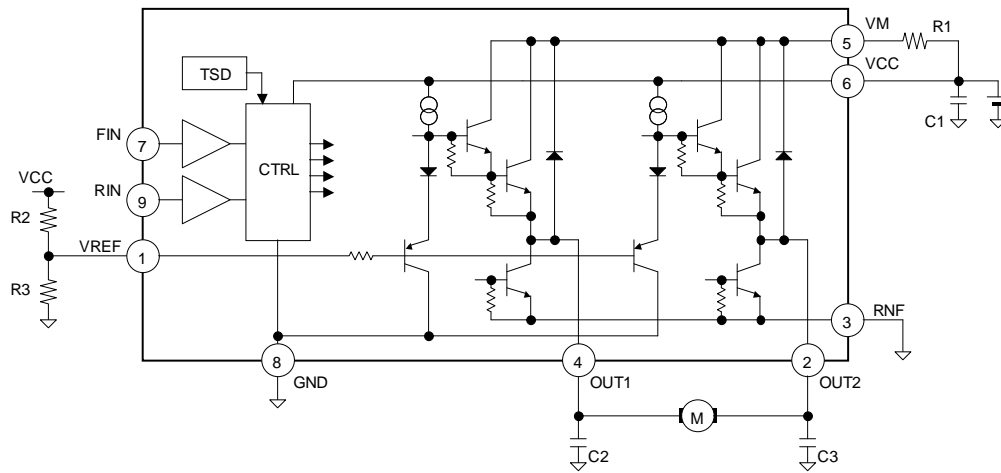 VM
R1
5
TSD
VCC
6
FIN
7
C1
CTRL
VCC
RIN
9
R2
VREF
1
R3
3
RNF
8
GND
4
OUT1
2
OUT2
M
C2
C3